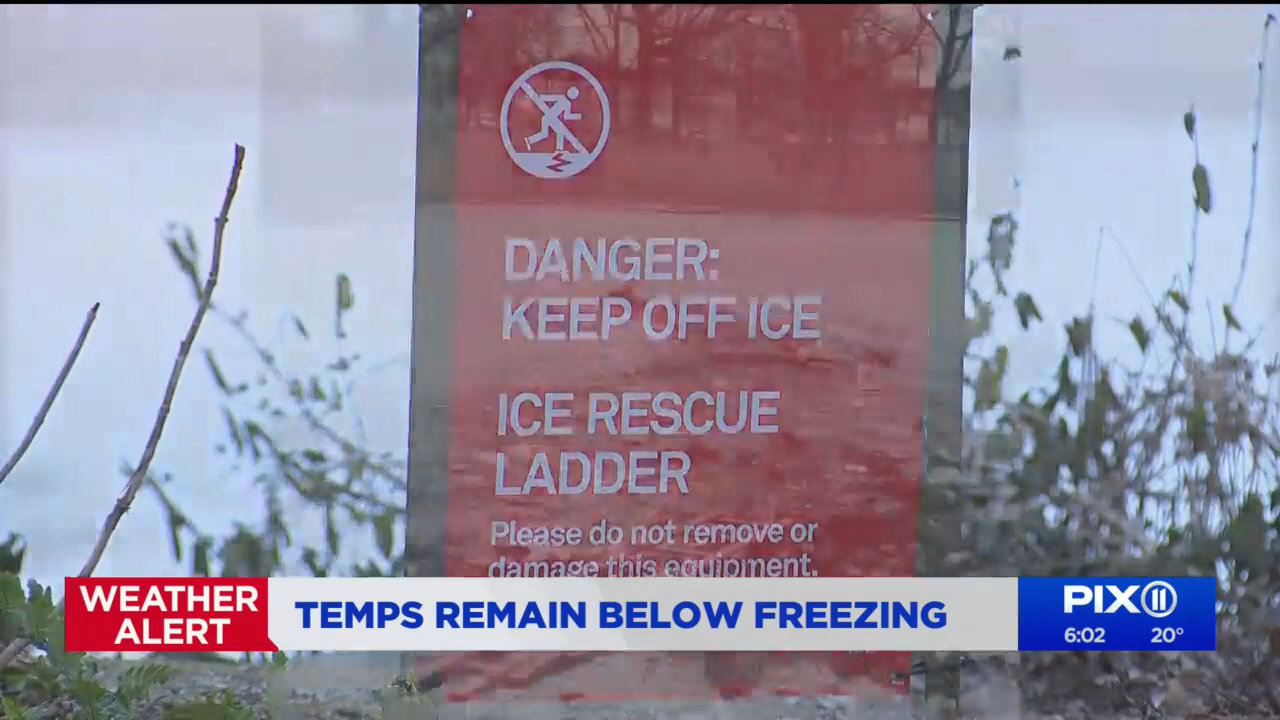 DANGER:
KEEP OFF ICE
ICE RESCUE
LADDER
Please do not remove or
damage this equipment.
WEATHER
ALERT
TEMPS REMAIN BELOW FREEZING
PIX11
6:02 20°